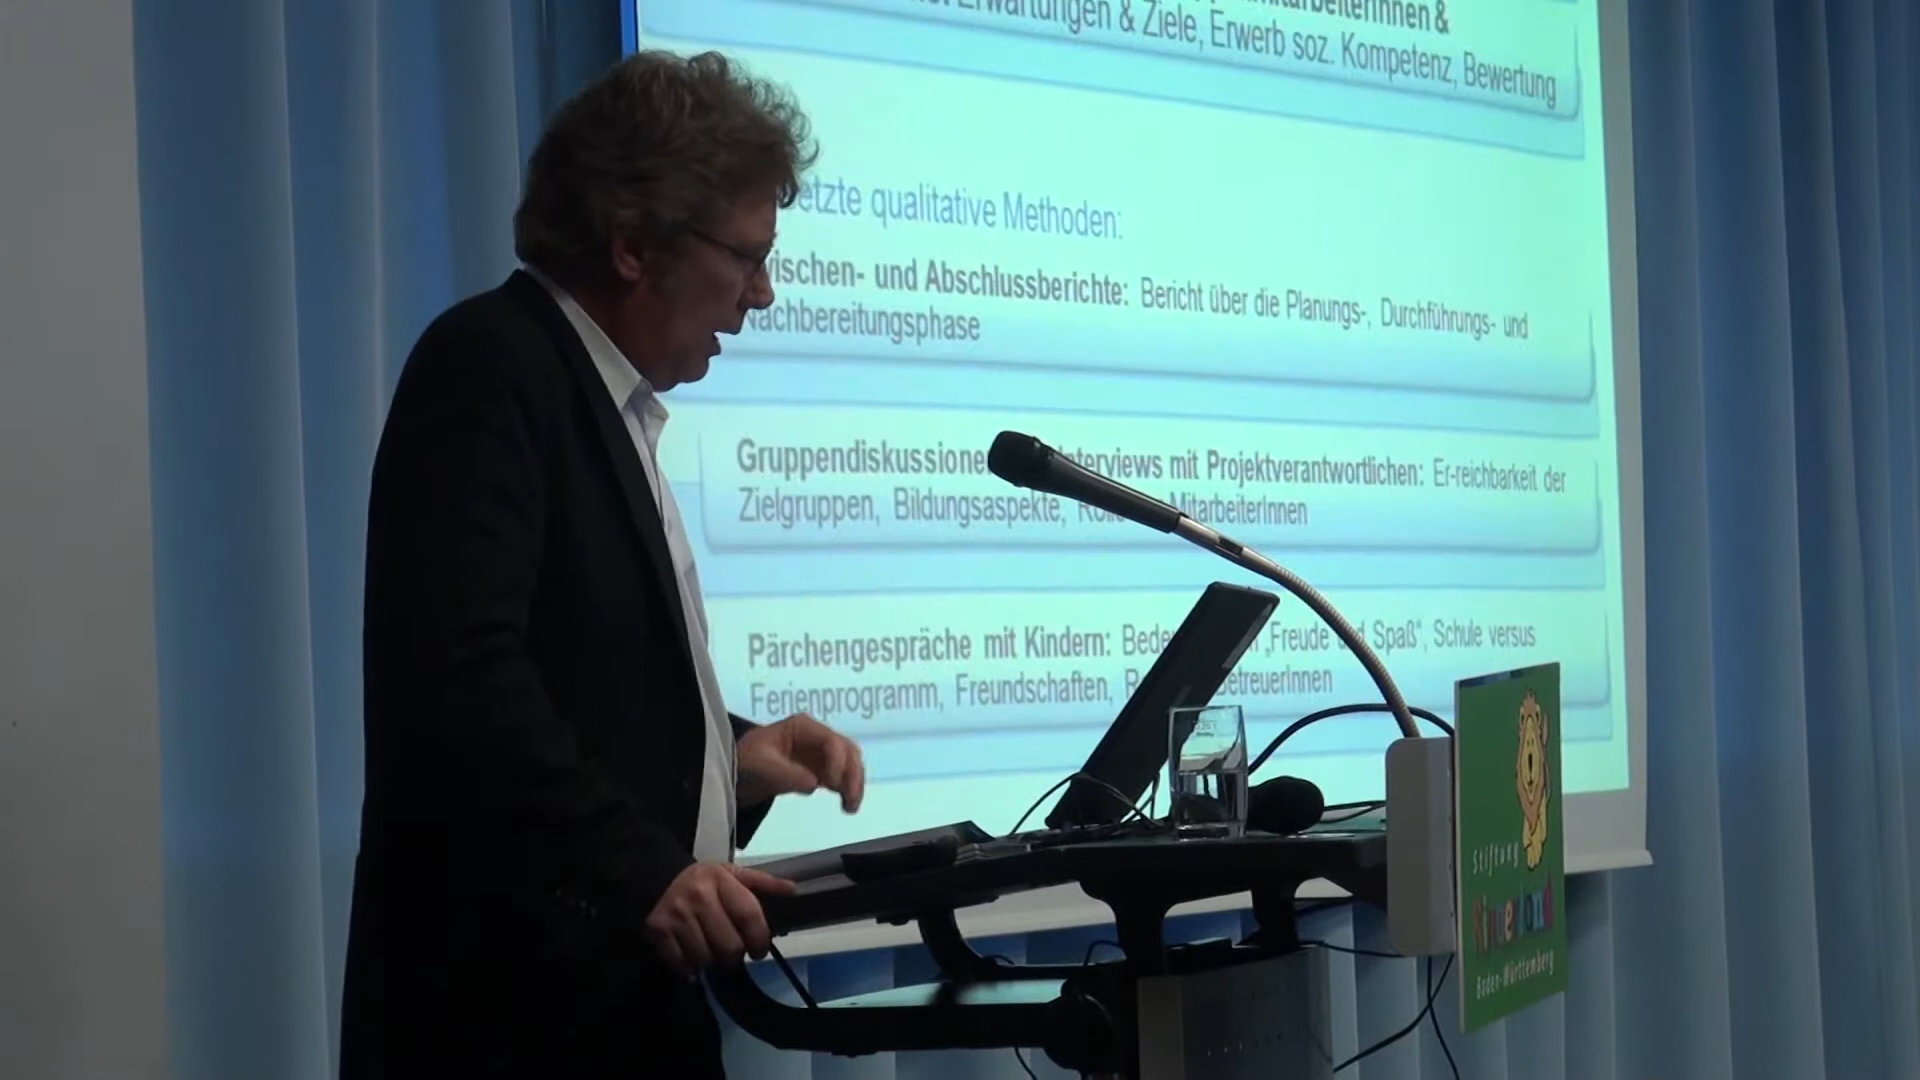 Erwartungen & Ziele, Erwerb soz. Kompetenz, Bewertung
qualitative Methoden:
und Abschlussberichte: Bericht über die Planungs-, Durchführungs- und
Nachbereitungsphase
Interviews mit Projektverantwortlichen: Er-reichbarkeit der
Zielgruppen, Bildungsaspekte, MitarbeiterInnen
Pärchengespräche mit Kindern: „Freude und Spaß“, Schule versus
Ferienprogramm, Freundschaften, BetreuerInnen
Stiftung
Kinderland
Baden-Württemberg